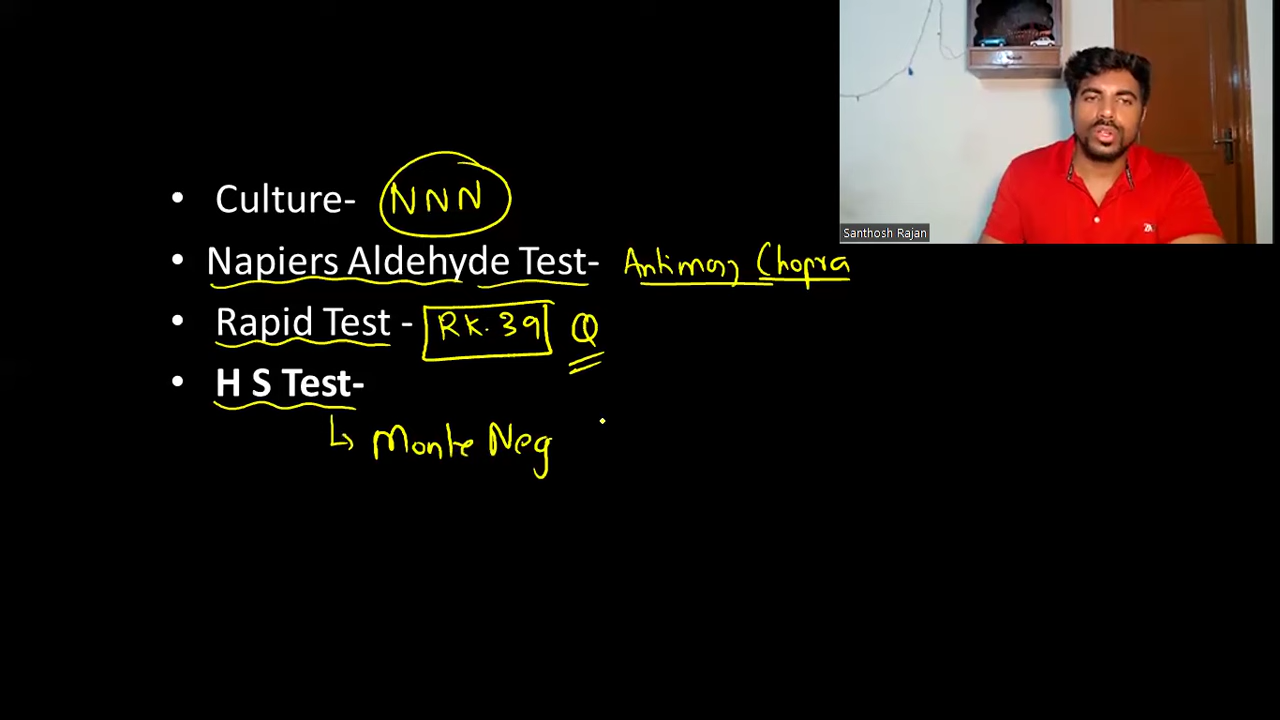 • Culture- NNN
Santhosh Rajan
• Napiers Aldehyde Test- Antimony Chopra
• Rapid Test - RK. 39 Q
• H S Test-
↳ Monte Neg